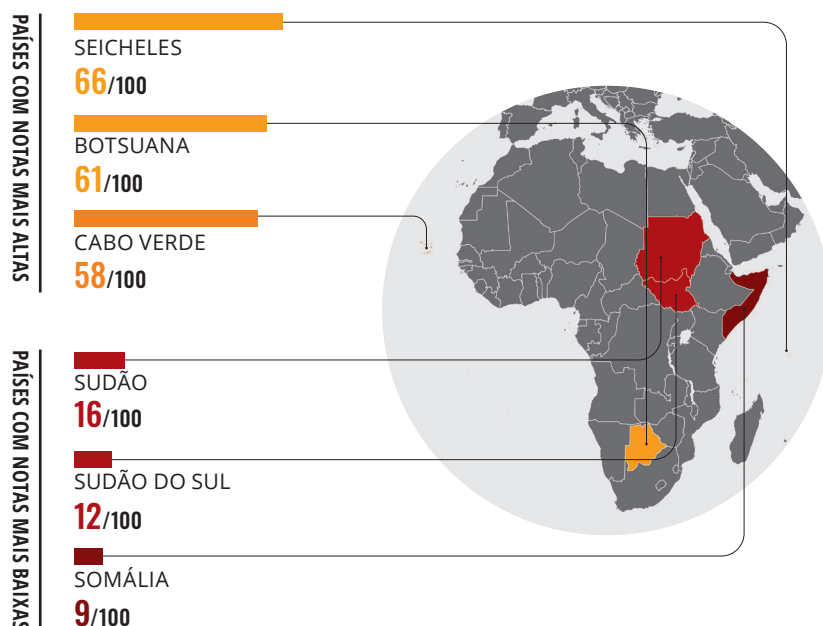 PAÍSES COM NOTAS MAIS ALTAS
SEICHELES
66/100
BOTSUANA
61/100
CABO VERDE
58/100
PAÍSES COM NOTAS MAIS BAIXAS
SUDÃO
16/100
SUDÃO DO SUL
12/100
SOMÁLIA
9/100